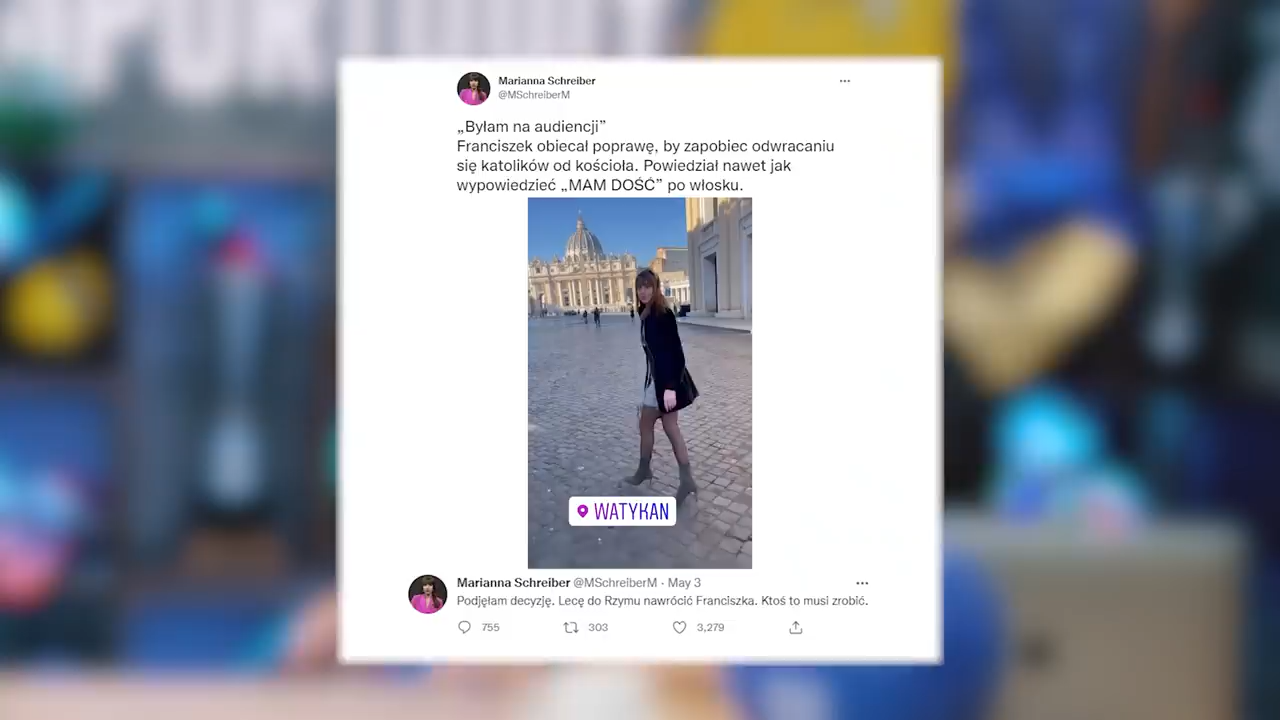 Marianna Schreiber
@MSchreiberM
„Byłam na audiencji”
Franciszek obiecał poprawę, by zapobiec odwracaniu
się katolików od kościoła. Powiedział nawet jak
wypowiedzieć „MAM DOŚĆ” po włosku.
WATYKAN
Marianna Schreiber @MSchreiberM · May 3
Podjęłam decyzję. Lecę do Rzymu nawrócić Franciszka. Ktoś to musi zrobić.
755 303 3,279